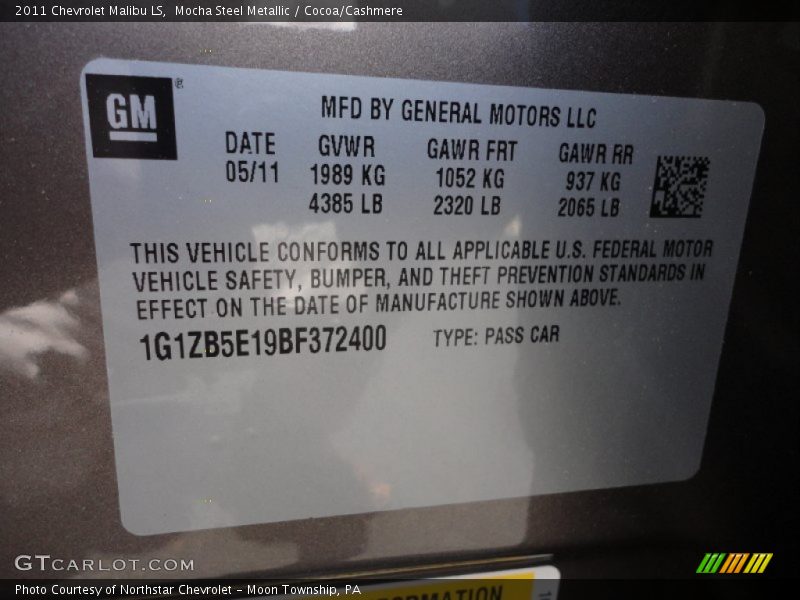 2011 Chevrolet Malibu LS, Mocha Steel Metallic / Cocoa/Cashmere
GM
MFD BY GENERAL MOTORS LLC
DATE GVWR GAWR FRT GAWR RR
05/11 1989 KG 1052 KG 937 KG
4385 LB 2320 LB 2065 LB
THIS VEHICLE CONFORMS TO ALL APPLICABLE U.S. FEDERAL MOTOR
VEHICLE SAFETY, BUMPER, AND THEFT PREVENTION STANDARDS IN
EFFECT ON THE DATE OF MANUFACTURE SHOWN ABOVE.
1G1ZB5E19BF372400 TYPE: PASS CAR
GTCARLOT.COM
Photo Courtesy of Northstar Chevrolet - Moon Township, PA